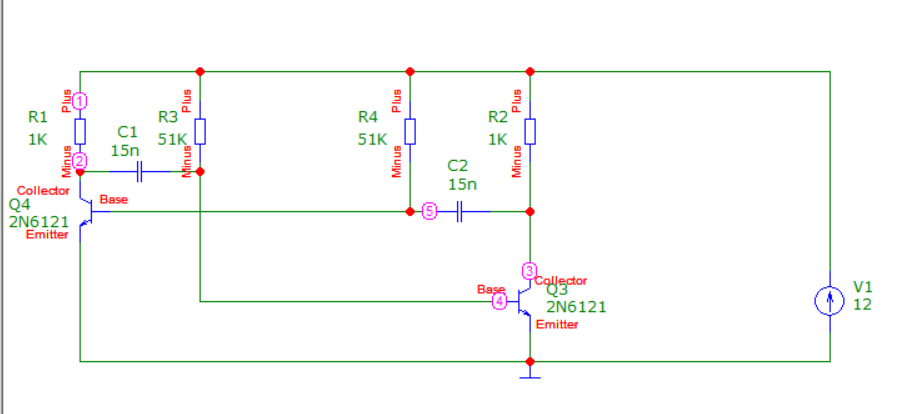 Plus
1
R1
1K
Minus
2
C1
15n
Plus
R3
51K
Minus
Plus
R4
51K
Minus
Plus
R2
1K
Minus
C2
15n
Collector
Q4
2N6121
Base
Emitter
5
3
Collector
Base
4
Q3
2N6121
Emitter
V1
12